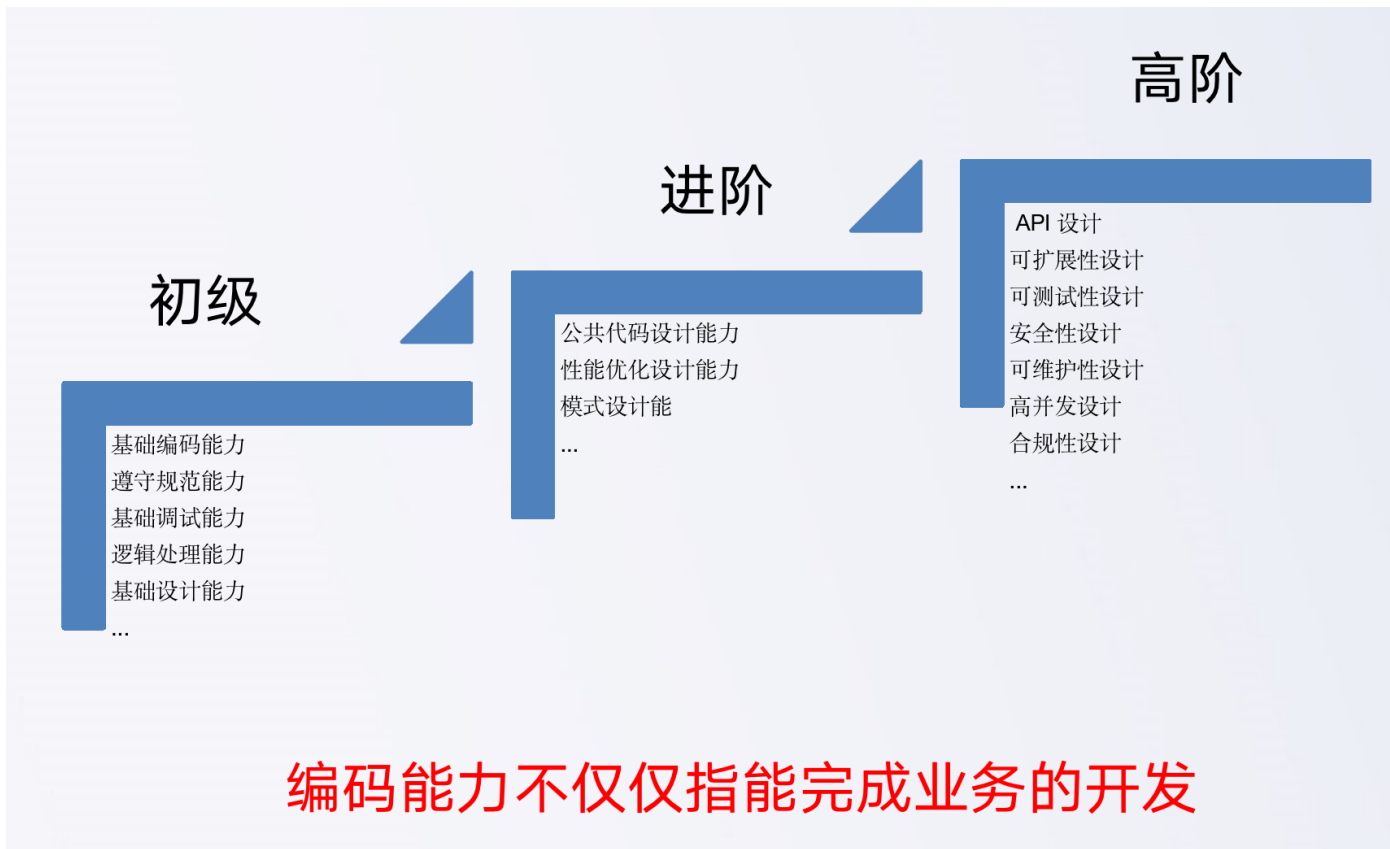 初级
基础编码能力
遵守规范能力
基础调试能力
逻辑处理能力
基础设计能力
...
进阶
公共代码设计能力
性能优化设计能力
模式设计能
...
高阶
API 设计
可扩展性设计
可测试性设计
安全性设计
可维护性设计
高并发设计
合规性设计
...
编码能力不仅仅指能完成业务的开发